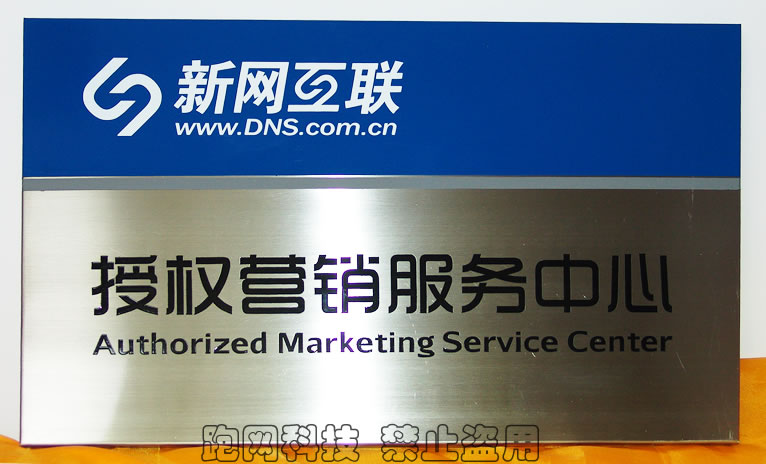 新网互联
www.DNS.com.cn
授权营销服务中心
Authorized Marketing Service Center
跑网科技 禁止盗用